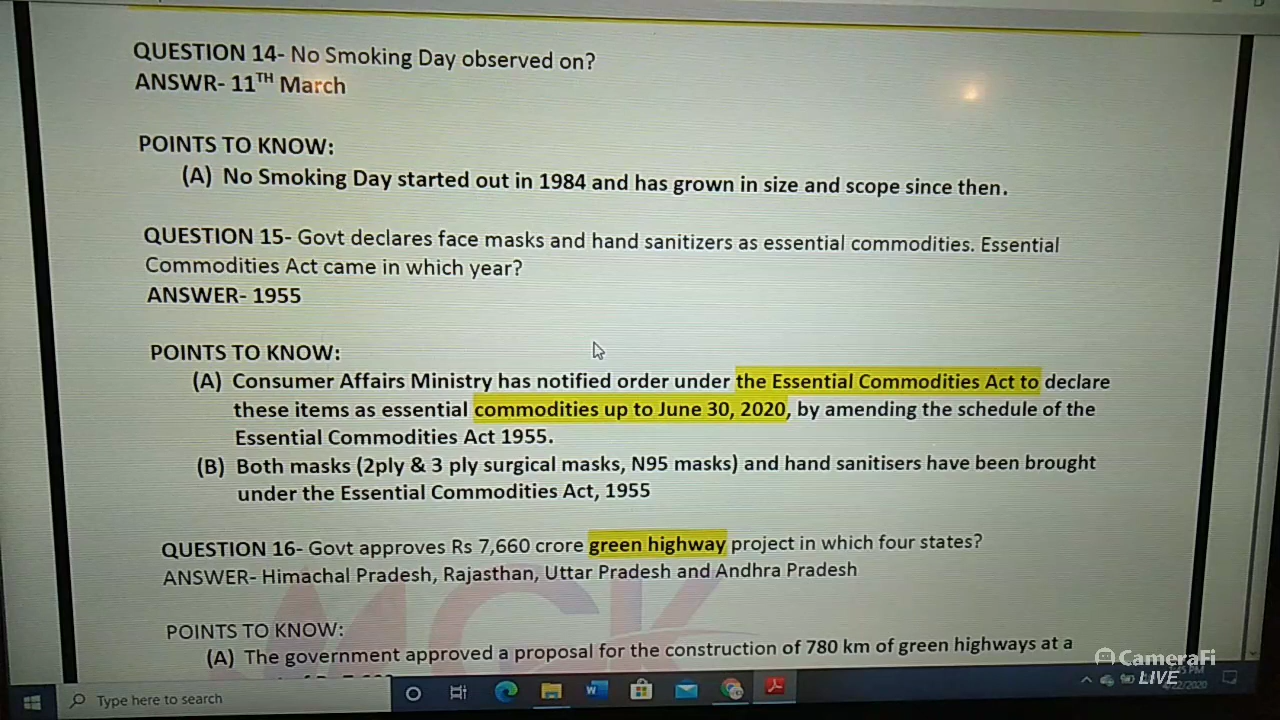 QUESTION 14- No Smoking Day observed on?
ANSWR- 11TH March
POINTS TO KNOW:
(A) No Smoking Day started out in 1984 and has grown in size and scope since then.
QUESTION 15- Govt declares face masks and hand sanitizers as essential commodities. Essential
Commodities Act came in which year?
ANSWER- 1955
POINTS TO KNOW:
(A) Consumer Affairs Ministry has notified order under the Essential Commodities Act to declare
these items as essential commodities up to June 30, 2020, by amending the schedule of the
Essential Commodities Act 1955.
(B) Both masks (2ply & 3 ply surgical masks, N95 masks) and hand sanitisers have been brought
under the Essential Commodities Act, 1955
QUESTION 16- Govt approves Rs 7,660 crore green highway project in which four states?
ANSWER- Himachal Pradesh, Rajasthan, Uttar Pradesh and Andhra Pradesh
MCK
POINTS TO KNOW:
(A) The government approved a proposal for the construction of 780 km of green highways at a
CameraFi
LIVE
Type here to search